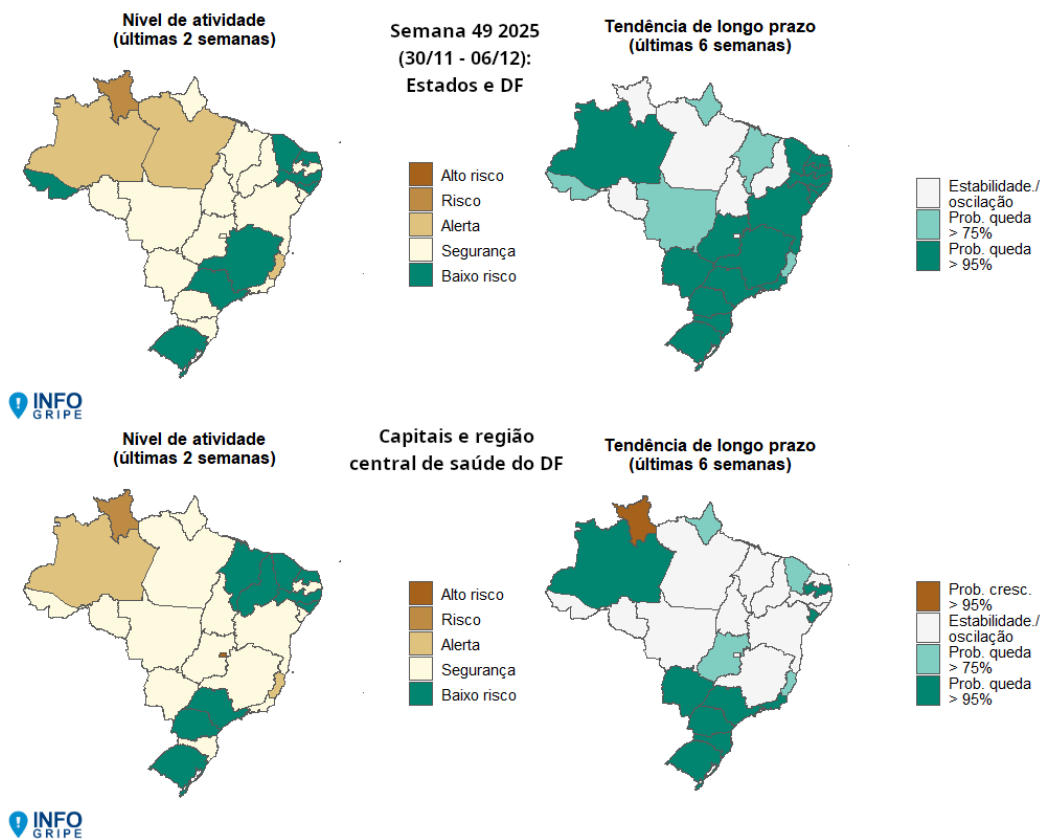 Nível de atividade
(últimas 2 semanas)
Semana 49 2025
(30/11 - 06/12):
Estados e DF
Tendência de longo prazo
(últimas 6 semanas)
Alto risco
Risco
Alerta
Segurança
Baixo risco
Estabilidade./
oscilação
Prob. queda
> 75%
Prob. queda
> 95%
INFO
GRIPE
Nível de atividade
(últimas 2 semanas)
Capitais e região
central de saúde do DF
Tendência de longo prazo
(últimas 6 semanas)
Alto risco
Risco
Alerta
Segurança
Baixo risco
Prob. cresc.
> 95%
Estabilidade./
oscilação
Prob. queda
> 75%
Prob. queda
> 95%
INFO
GRIPE